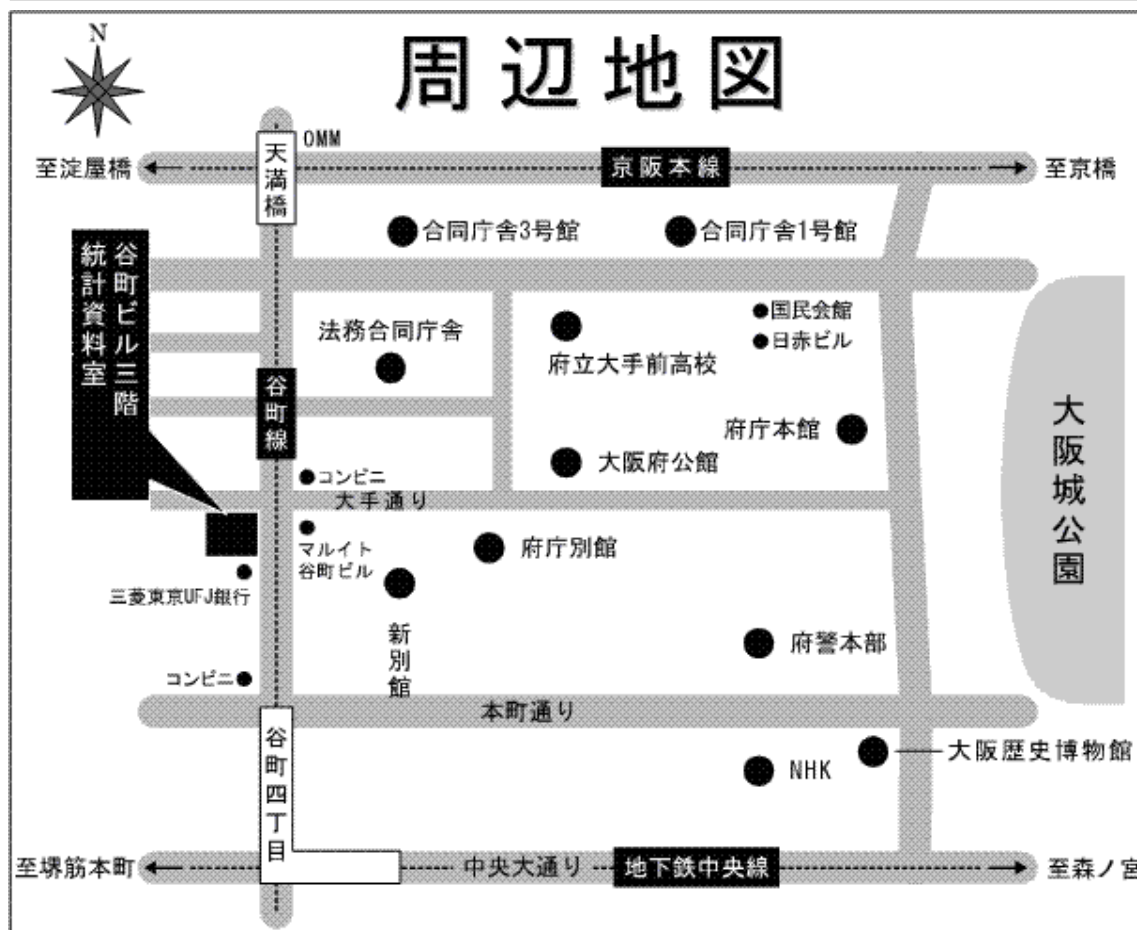 周辺地図
N
OMM
天満橋
至淀屋橋
京阪本線
至京橋
合同庁舎3号館
合同庁舎1号館
谷町ビル三階
統計資料室
法務合同庁舎
国民会館
日赤ビル
府立大手前高校
谷町線
府庁本館
大阪城公園
大阪府公館
コンビニ
大手通り
マルイト
谷町ビル
府庁別館
三菱東京UFJ銀行
新別館
府警本部
コンビニ
本町通り
谷町四丁目
大阪歴史博物館
NHK
至堺筋本町
中央大通り
地下鉄中央線
至森ノ宮